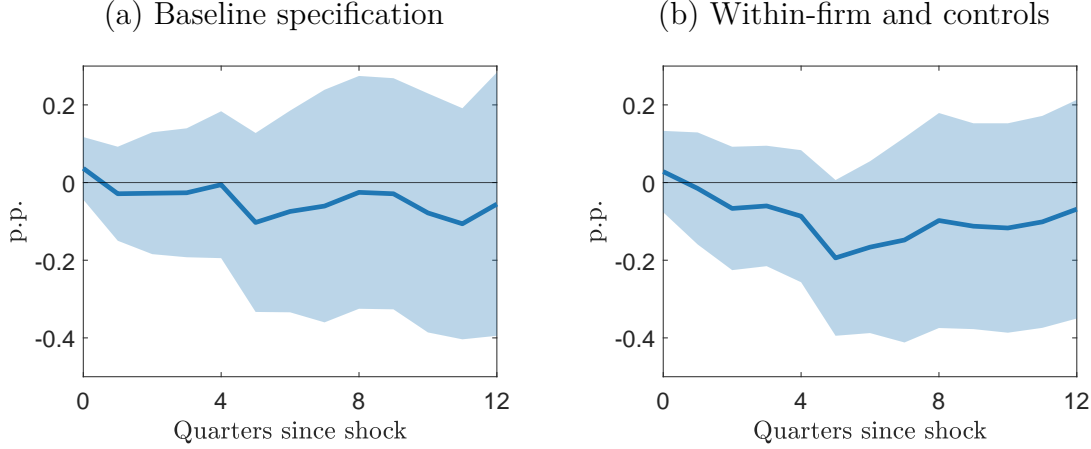 (a) Baseline specification
0.2
0
-0.2
-0.4
p.p.
0 4 8 12
Quarters since shock
(b) Within-firm and controls
0.2
0
-0.2
-0.4
p.p.
0 4 8 12
Quarters since shock